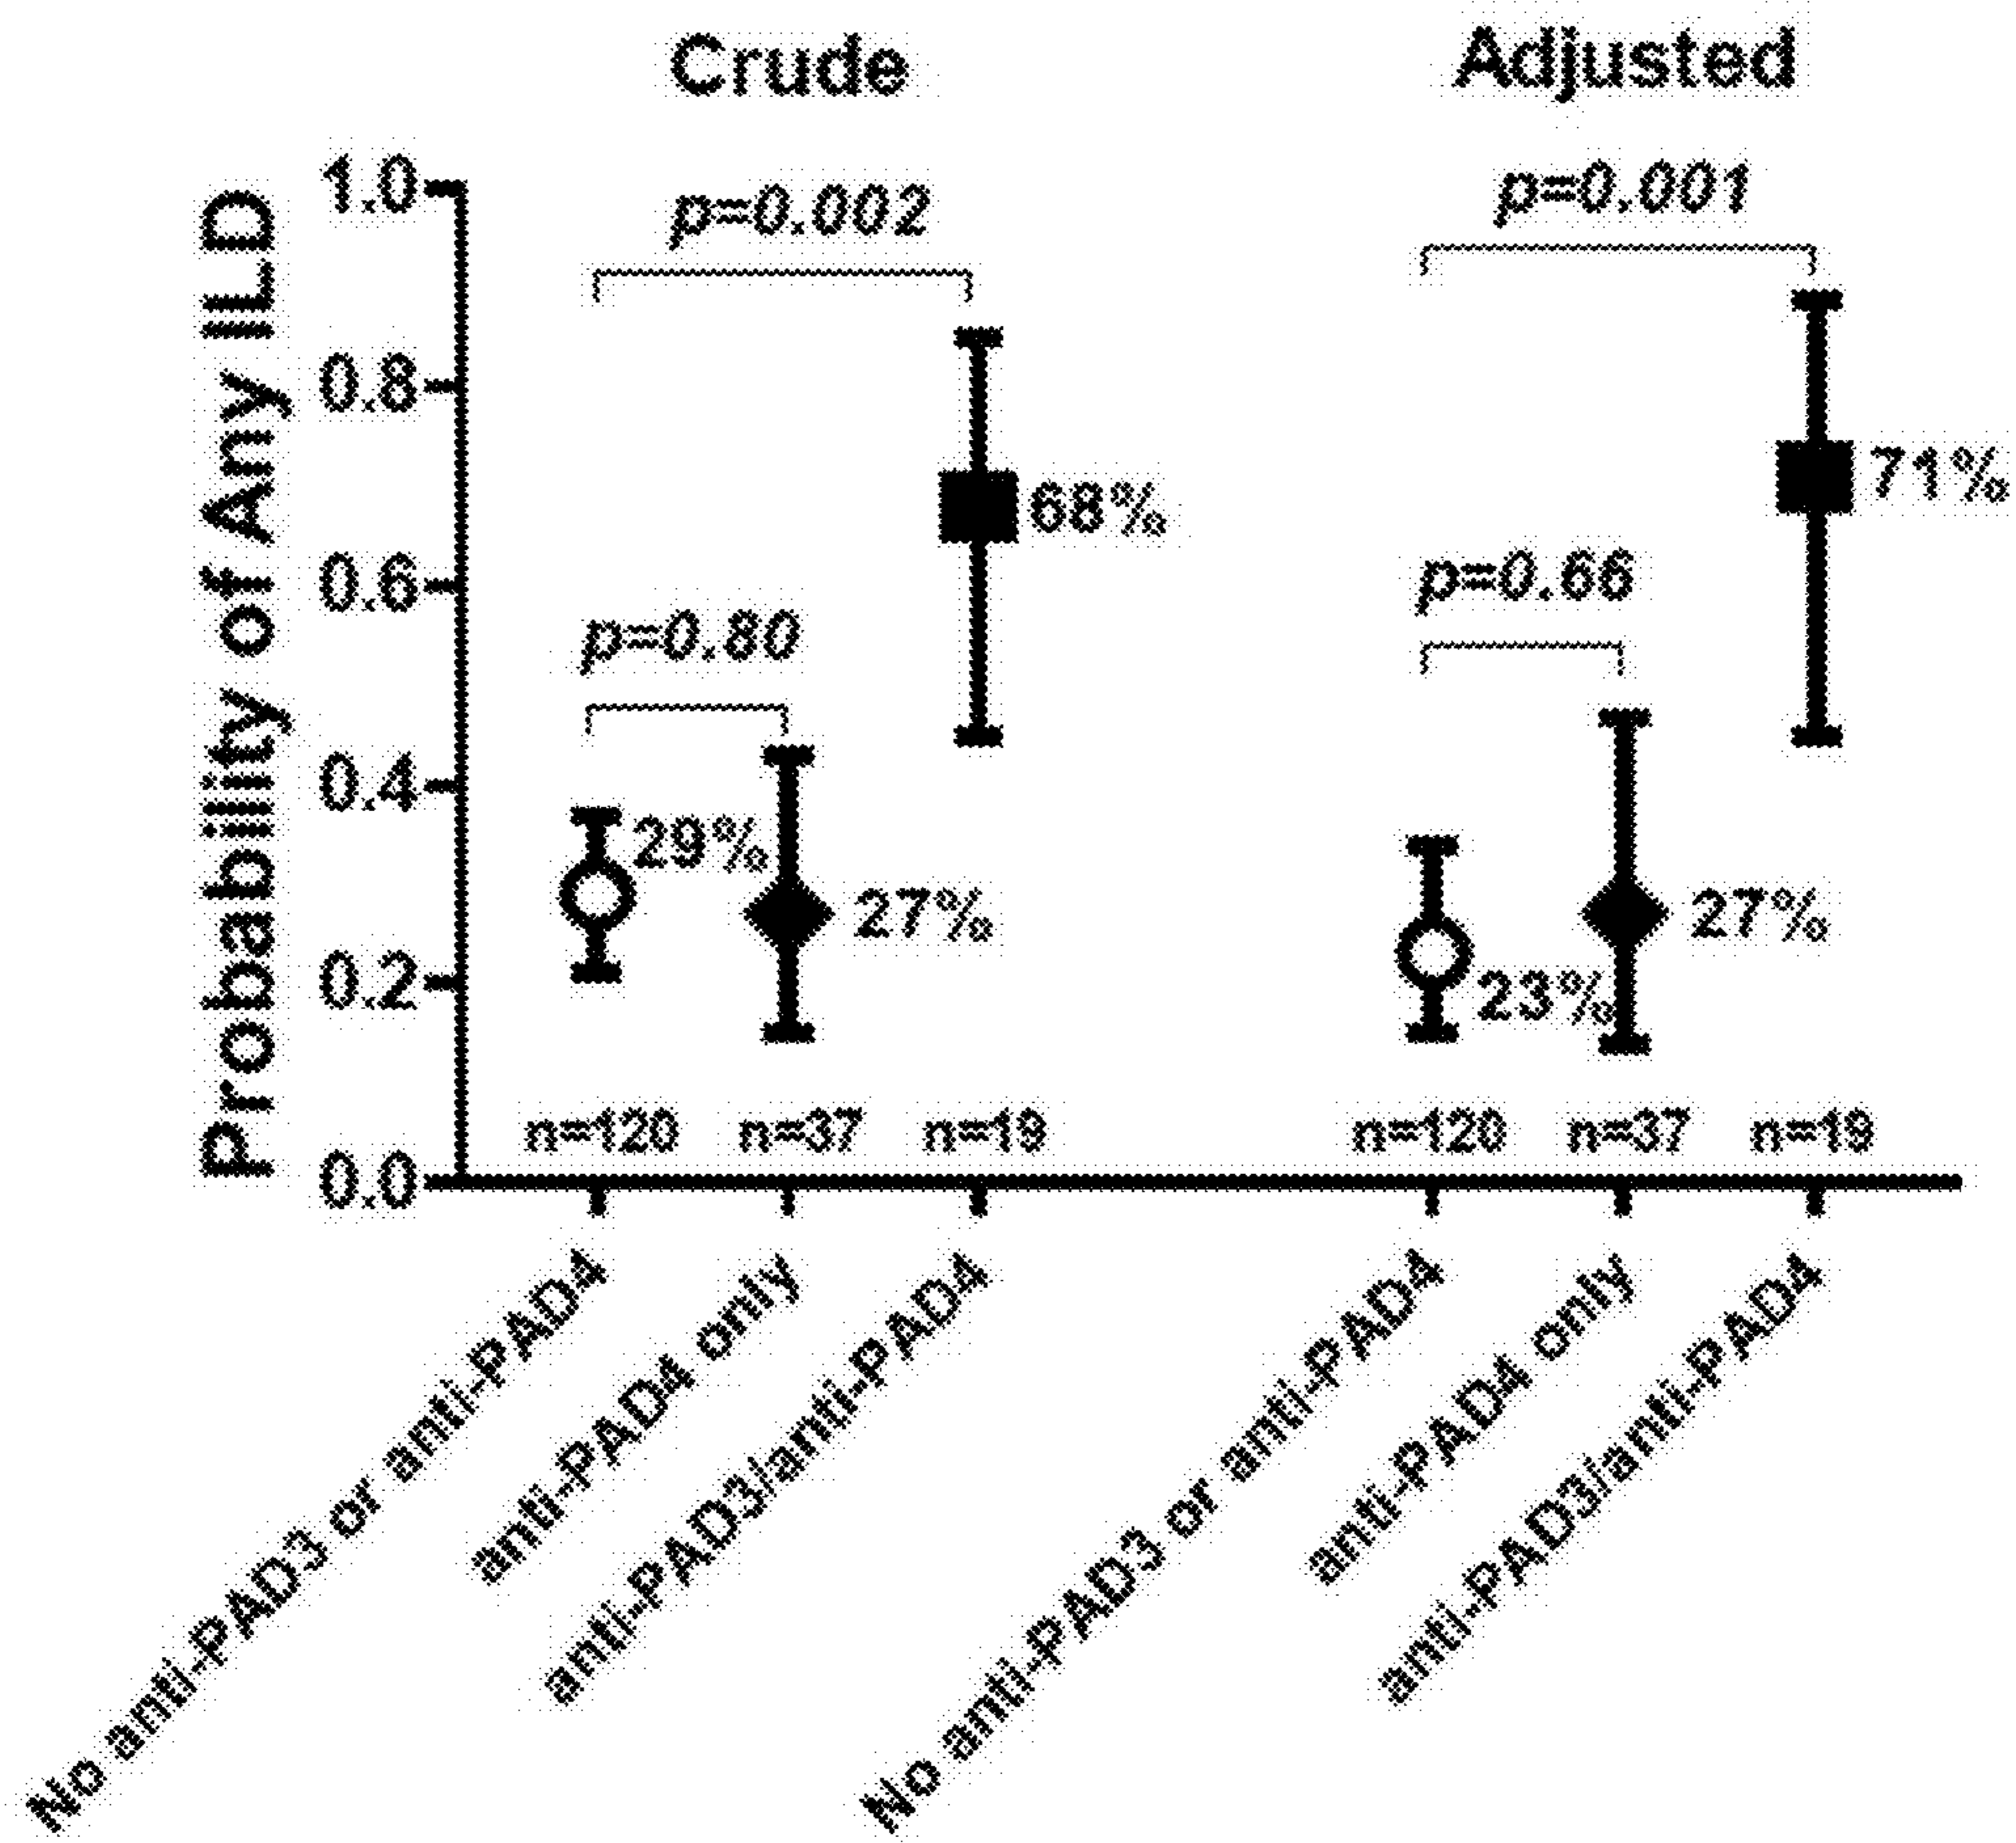 Crude
Adjusted
Probability of Any ILD
1.0
0.8
0.6
0.4
0.2
0.0
p=0.002
p=0.80
29%
27%
68%
n=120
n=37
n=19
p=0.001
p=0.66
23%
27%
71%
n=120
n=37
n=19
No anti-PAD3 or anti-PAD4
anti-PAD4 only
anti-PAD3/anti-PAD4
No anti-PAD3 or anti-PAD4
anti-PAD4 only
anti-PAD3/anti-PAD4